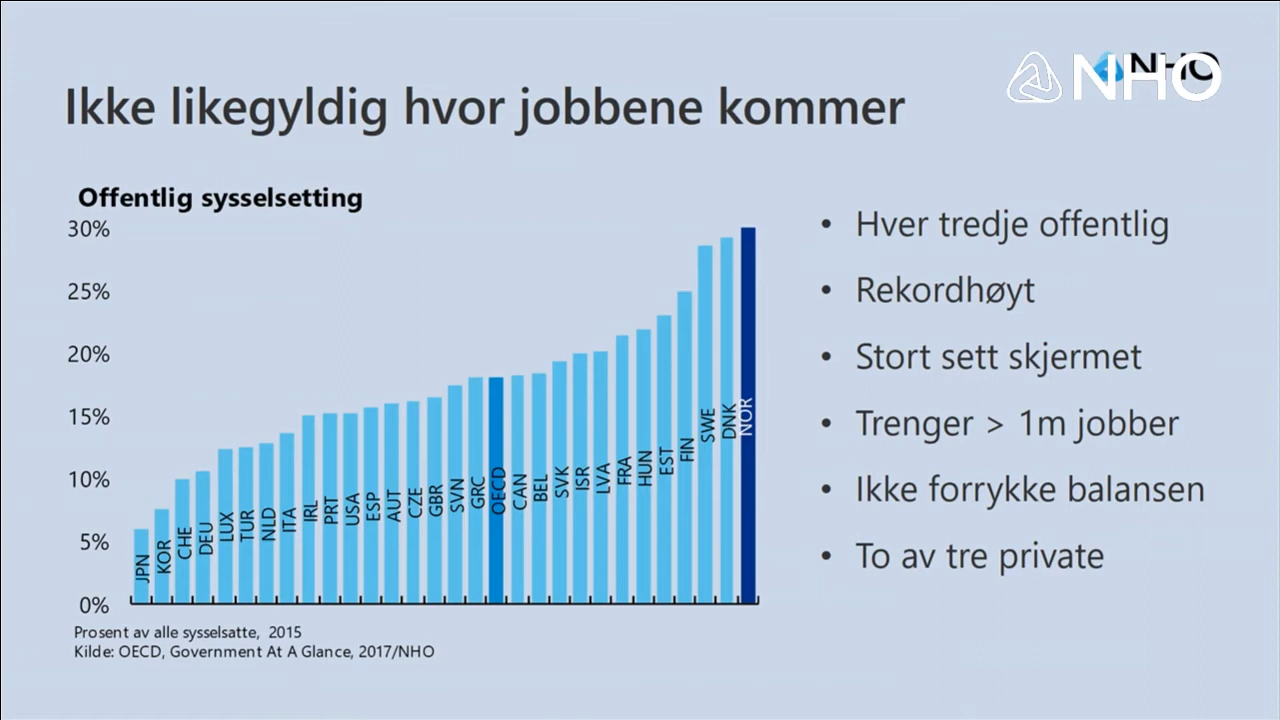 NHO
NHO
Ikke likegyldig hvor jobbene kommer
Offentlig sysselsetting
30%
25%
20%
15%
10%
5%
0%
JPN
KOR
CHE
DEU
LUX
TUR
NLD
ITA
IRL
PRT
USA
ESP
AUT
CZE
GBR
SVN
GRC
OECD
CAN
BEL
SVK
ISR
LVA
FRA
HUN
EST
FIN
SWE
DNK
NOR
Prosent av alle sysselsatte, 2015
Kilde: OECD, Government At A Glance, 2017/NHO
• Hver tredje offentlig
• Rekordhøyt
• Stort sett skjermet
• Trenger > 1m jobber
• Ikke forrykke balansen
• To av tre private